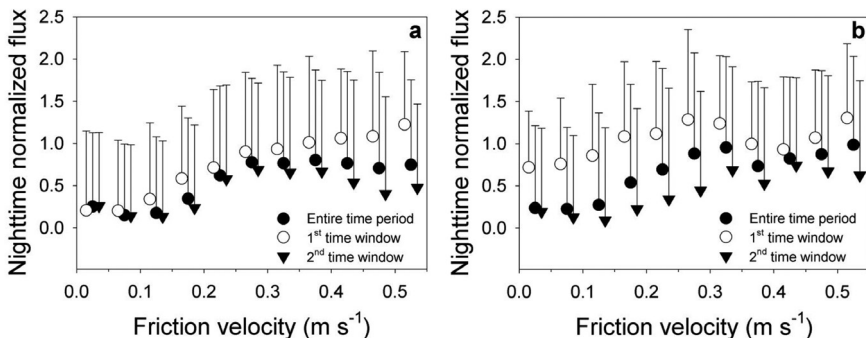 Nighttime normalized flux
2.5
2.0
1.5
1.0
0.5
0.0
a
Entire time period
1st time window
2nd time window
0.0 0.1 0.2 0.3 0.4 0.5
Friction velocity (m s-1)
Nighttime normalized flux
2.5
2.0
1.5
1.0
0.5
0.0
b
Entire time period
1st time window
2nd time window
0.0 0.1 0.2 0.3 0.4 0.5
Friction velocity (m s-1)